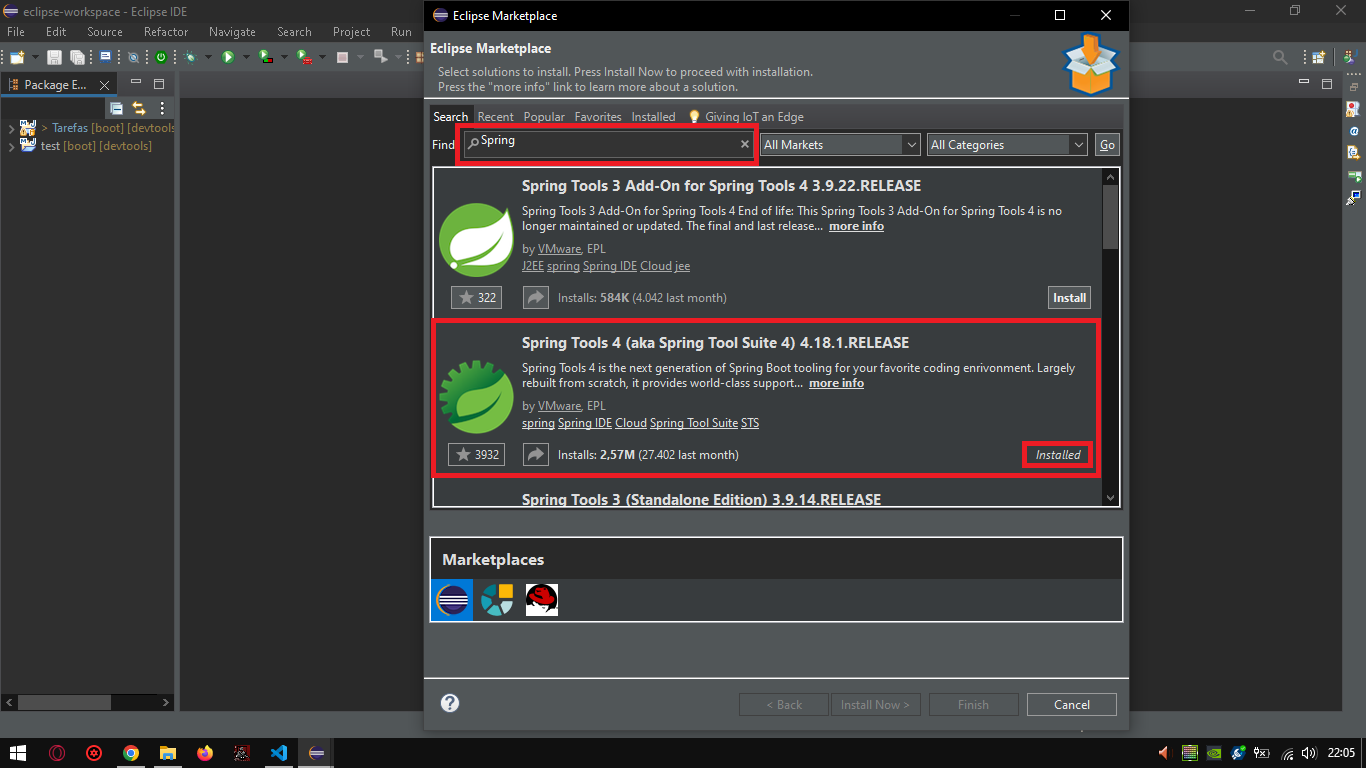 eclipse-workspace - Eclipse IDE
File Edit Source Refactor Navigate Search Project Run
Package E...
> Tarefas [boot] [devtools
test [boot] [devtools]
Eclipse Marketplace
Eclipse Marketplace
Select solutions to install. Press Install Now to proceed with installation.
Press the "more info" link to learn more about a solution.
Search Recent Popular Favorites Installed Giving IoT an Edge
Find Spring All Markets All Categories Go
Spring Tools 3 Add-On for Spring Tools 4 3.9.22.RELEASE
Spring Tools 3 Add-On for Spring Tools 4 End of life: This Spring Tools 3 Add-On for Spring Tools 4 is no
longer maintained or updated. The final and last release... more info
by VMware, EPL
J2EE spring Spring IDE Cloud jee
322 Installs: 584K (4.042 last month) Install
Spring Tools 4 (aka Spring Tool Suite 4) 4.18.1.RELEASE
Spring Tools 4 is the next generation of Spring Boot tooling for your favorite coding enrivonment. Largely
rebuilt from scratch, it provides world-class support... more info
by VMware, EPL
spring Spring IDE Cloud Spring Tool Suite STS
3932 Installs: 2,57M (27.402 last month) Installed
Spring Tools 3 (Standalone Edition) 3.9.14.RELEASE
Marketplaces
< Back Install Now > Finish Cancel
22:05